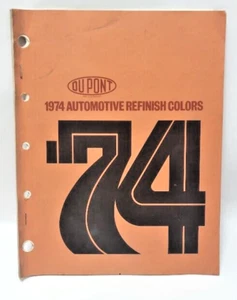 DU PONT
1974 AUTOMOTIVE REFINISH COLORS
74